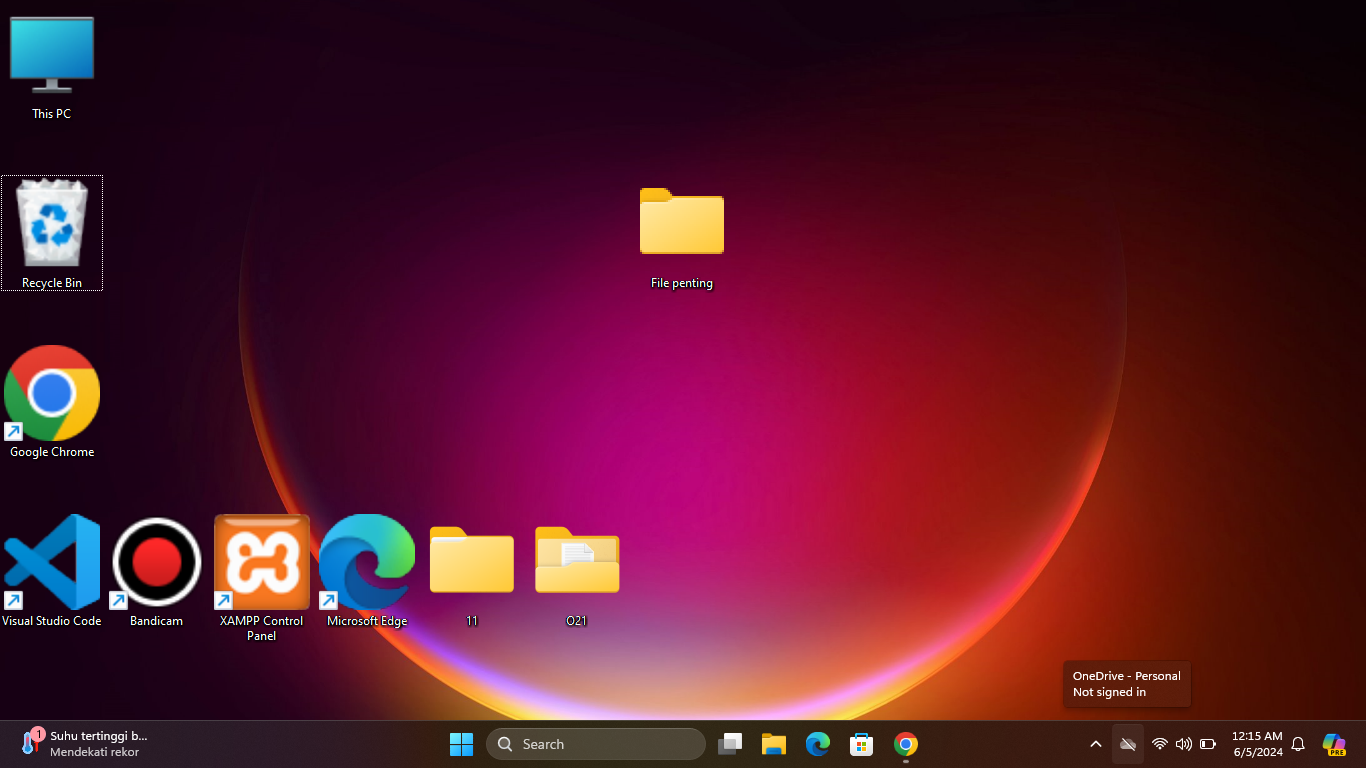 This PC
Recycle Bin
File penting
Google Chrome
Visual Studio Code
Bandicam
XAMPP Control
Panel
Microsoft Edge
11
O21
OneDrive - Personal
Not signed in
1
Suhu tertinggi b...
Mendekati rekor
Search
12:15 AM
6/5/2024
PRE